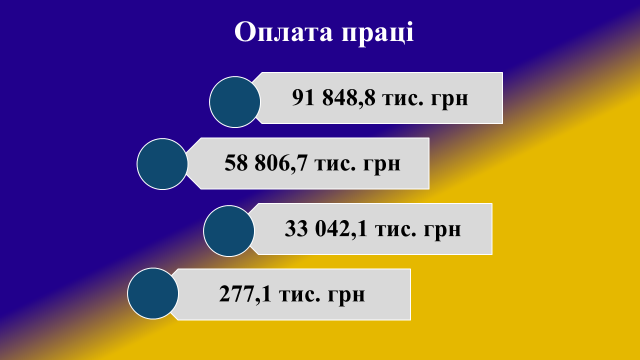 Оплата праці
91 848,8 тис. грн
58 806,7 тис. грн
33 042,1 тис. грн
277,1 тис. грн